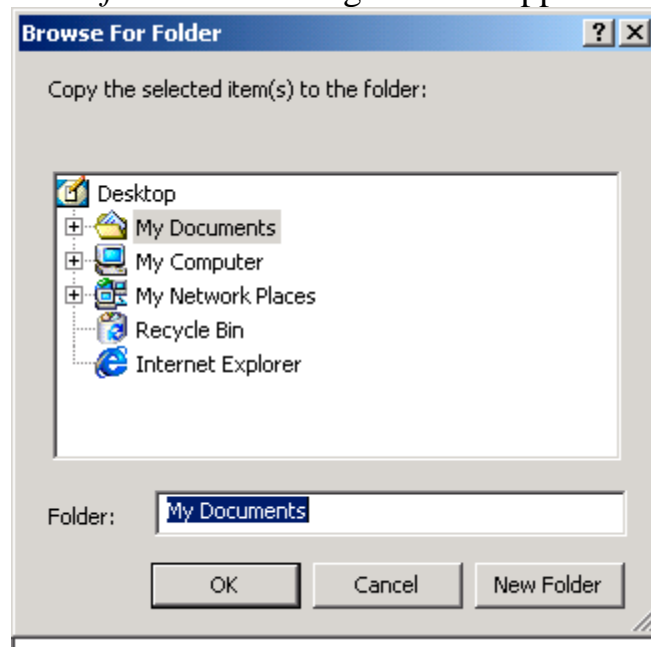 Browse For Folder
Copy the selected item(s) to the folder:
Desktop
My Documents
My Computer
My Network Places
Recycle Bin
Internet Explorer
Folder: My Documents
OK Cancel New Folder